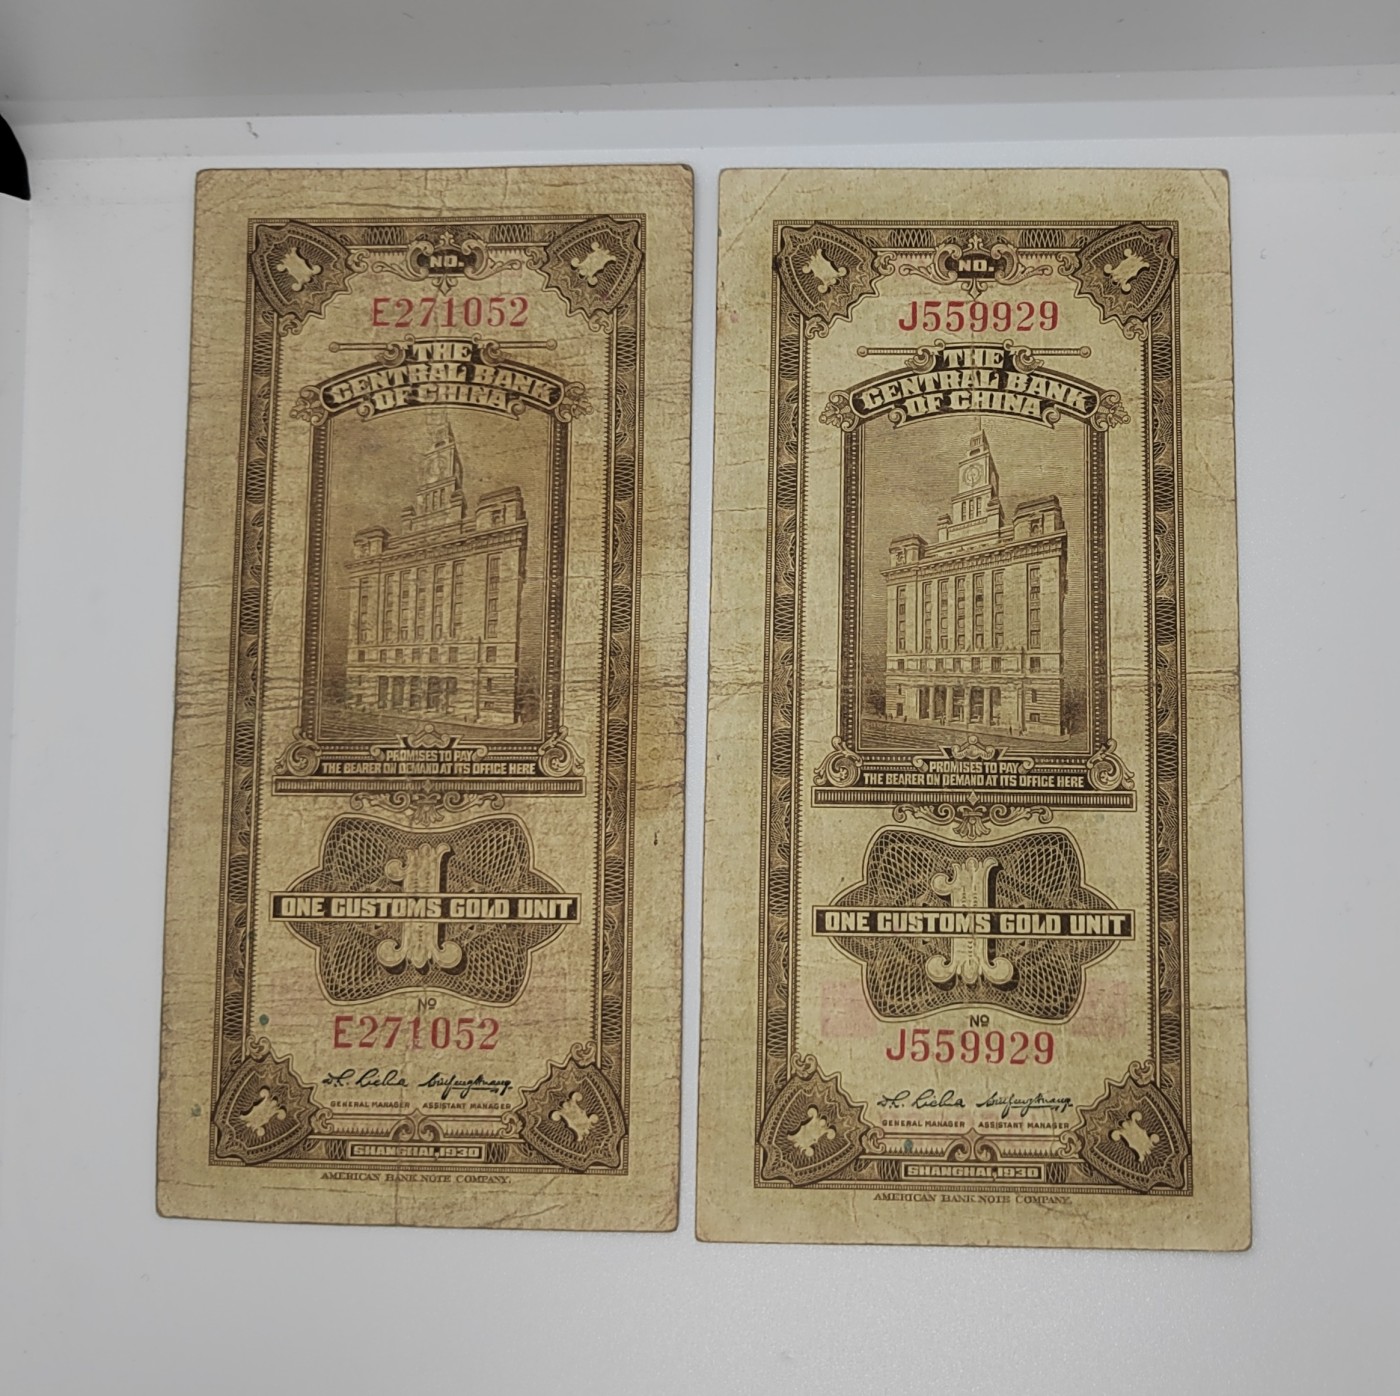 NO.
E271052
THE
CENTRAL BANK
OF CHINA
PROMISES TO PAY
THE BEARER ON DEMAND AT ITS OFFICE HERE
1
ONE CUSTOMS GOLD UNIT
Nº
E271052
GENERAL MANAGER ASSISTANT MANAGER
SHANGHAI, 1930
AMERICAN BANK NOTE COMPANY.
NO.
J559929
THE
CENTRAL BANK
OF CHINA
PROMISES TO PAY
THE BEARER ON DEMAND AT ITS OFFICE HERE
1
ONE CUSTOMS GOLD UNIT
Nº
J559929
GENERAL MANAGER ASSISTANT MANAGER
SHANGHAI, 1930
AMERICAN BANK NOTE COMPANY.